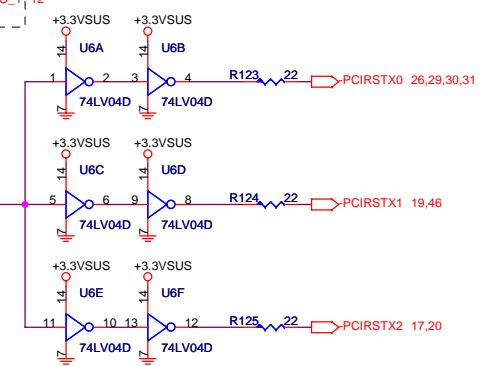 12
+3.3VSUS +3.3VSUS
14 U6A 14 U6B
1 2 3 4 R123 22 PCIRSTX0 26,29,30,31
7 74LV04D 7 74LV04D
+3.3VSUS +3.3VSUS
14 U6C 14 U6D
5 6 9 8 R124 22 PCIRSTX1 19,46
7 74LV04D 7 74LV04D
+3.3VSUS +3.3VSUS
14 U6E 14 U6F
11 10 13 12 R125 22 PCIRSTX2 17,20
7 74LV04D 7 74LV04D